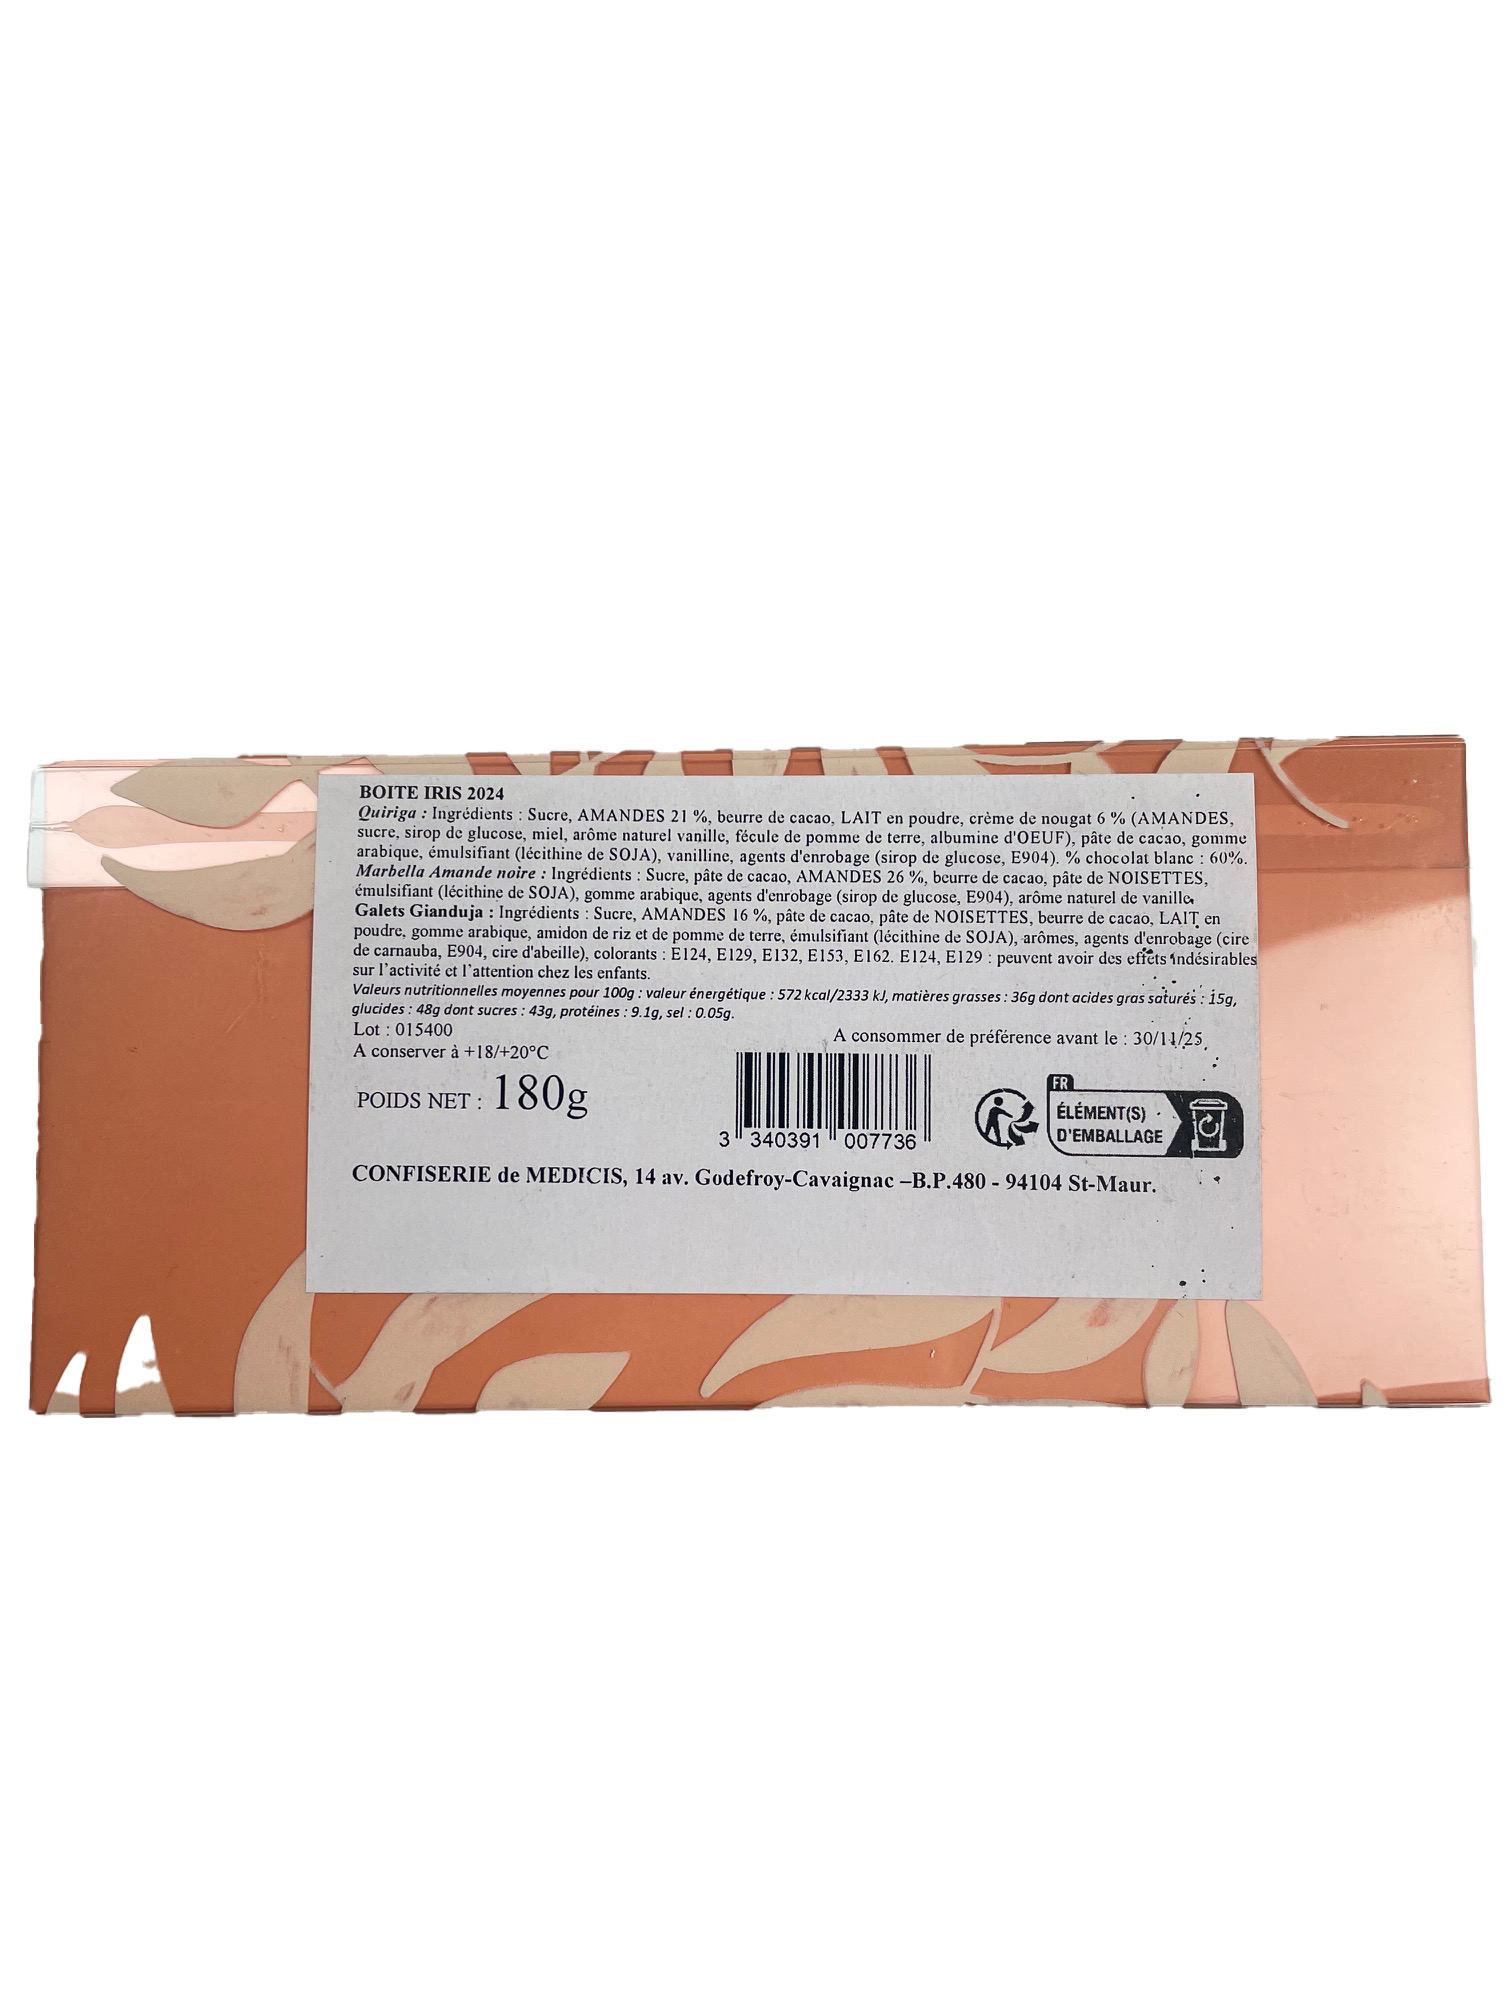 BOITE IRIS 2024
Quiriga : Ingrédients : Sucre, AMANDES 21 %, beurre de cacao, LAIT en poudre, crème de nougat 6 % (AMANDES,
sucre, sirop de glucose, miel, arôme naturel vanille, fécule de pomme de terre, albumine d'OEUF), pâte de cacao, gomme
arabique, émulsifiant (lécithine de SOJA), vanilline, agents d'enrobage (sirop de glucose, E904). % chocolat blanc : 60%.
Marbella Amande noire : Ingrédients : Sucre, pâte de cacao, AMANDES 26 %, beurre de cacao, pâte de NOISETTES,
émulsifiant (lécithine de SOJA), gomme arabique, agents d'enrobage (sirop de glucose, E904), arôme naturel de vanille.
Galets Gianduja : Ingrédients : Sucre, AMANDES 16 %, pâte de cacao, pâte de NOISETTES, beurre de cacao, LAIT en
poudre, gomme arabique, amidon de riz et de pomme de terre, émulsifiant (lécithine de SOJA), arômes, agents d'enrobage (cire
de carnauba, E904, cire d'abeille), colorants : E124, E129, E132, E153, E162. E124, E129 : peuvent avoir des effets indésirables
sur l'activité et l'attention chez les enfants.
Valeurs nutritionnelles moyennes pour 100g : valeur énergétique : 572 kcal/2333 kJ, matières grasses : 36g dont acides gras saturés : 15g,
glucides : 48g dont sucres : 43g, protéines : 9.1g, sel : 0.05g.
Lot : 015400
A consommer de préférence avant le : 30/11/25
A conserver à +18/+20°C
POIDS NET : 180g
3 340391 007736
FR
ÉLÉMENT(S)
D'EMBALLAGE
CONFISERIE de MEDICIS, 14 av. Godefroy-Cavaignac –B.P.480 - 94104 St-Maur.